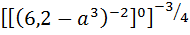 [[(6,2 − a³)⁻²]⁰]^−3/4